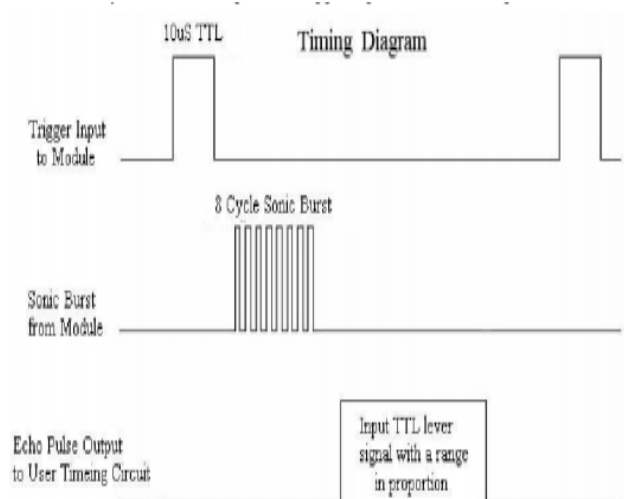 10uS TTL
Timing Diagram
Trigger Input
to Module
8 Cycle Sonic Burst
Sonic Burst
from Module
Echo Pulse Output
to User Timeing Circuit
Input TTL lever
signal with a range
in proportion